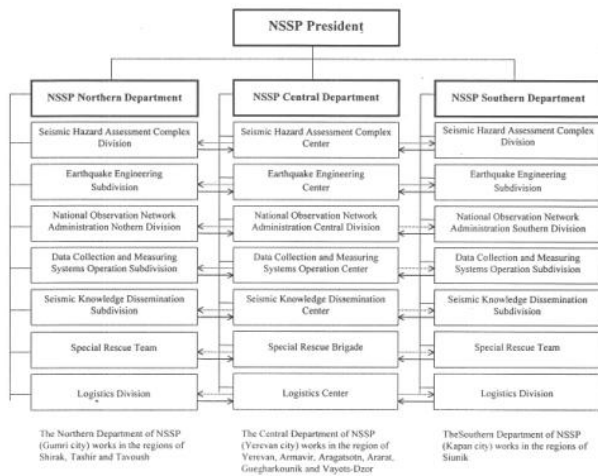 NSSP President
NSSP Northern Department
NSSP Central Department
NSSP Southern Department
Seismic Hazard Assessment Complex
Division
Seismic Hazard Assessment Complex
Center
Seismic Hazard Assessment Complex
Division
Earthquake Engineering
Subdivision
Earthquake Engineering
Center
Earthquake Engineering
Subdivision
National Observation Network
Administration Nothern Division
National Observation Network
Administration Central Division
National Observation Network
Administration Southern Division
Data Collection and Measuring
Systems Operation Subdivision
Data Collection and Measuring
Systems Operation Center
Data Collection and Measuring
Systems Operation Subdivision
Seismic Knowledge Dissemination
Subdivision
Seismic Knowledge Dissemination
Center
Seismic Knowledge Dissemination
Subdivision
Special Rescue Team
Special Rescue Brigade
Special Rescue Team
Logistics Division
Logistics Center
Logistics Division
The Northern Department of NSSP
(Gumri city) works in the regions of
Shirak, Tashir and Tavoush
The Central Department of NSSP
(Yerevan city) works in the region of
Yerevan, Armavir, Aragatsotn, Ararat,
Guegharkounik and Vayots-Dzor
TheSouthern Department of NSSP
(Kapan city) works in the regions of
Siunik